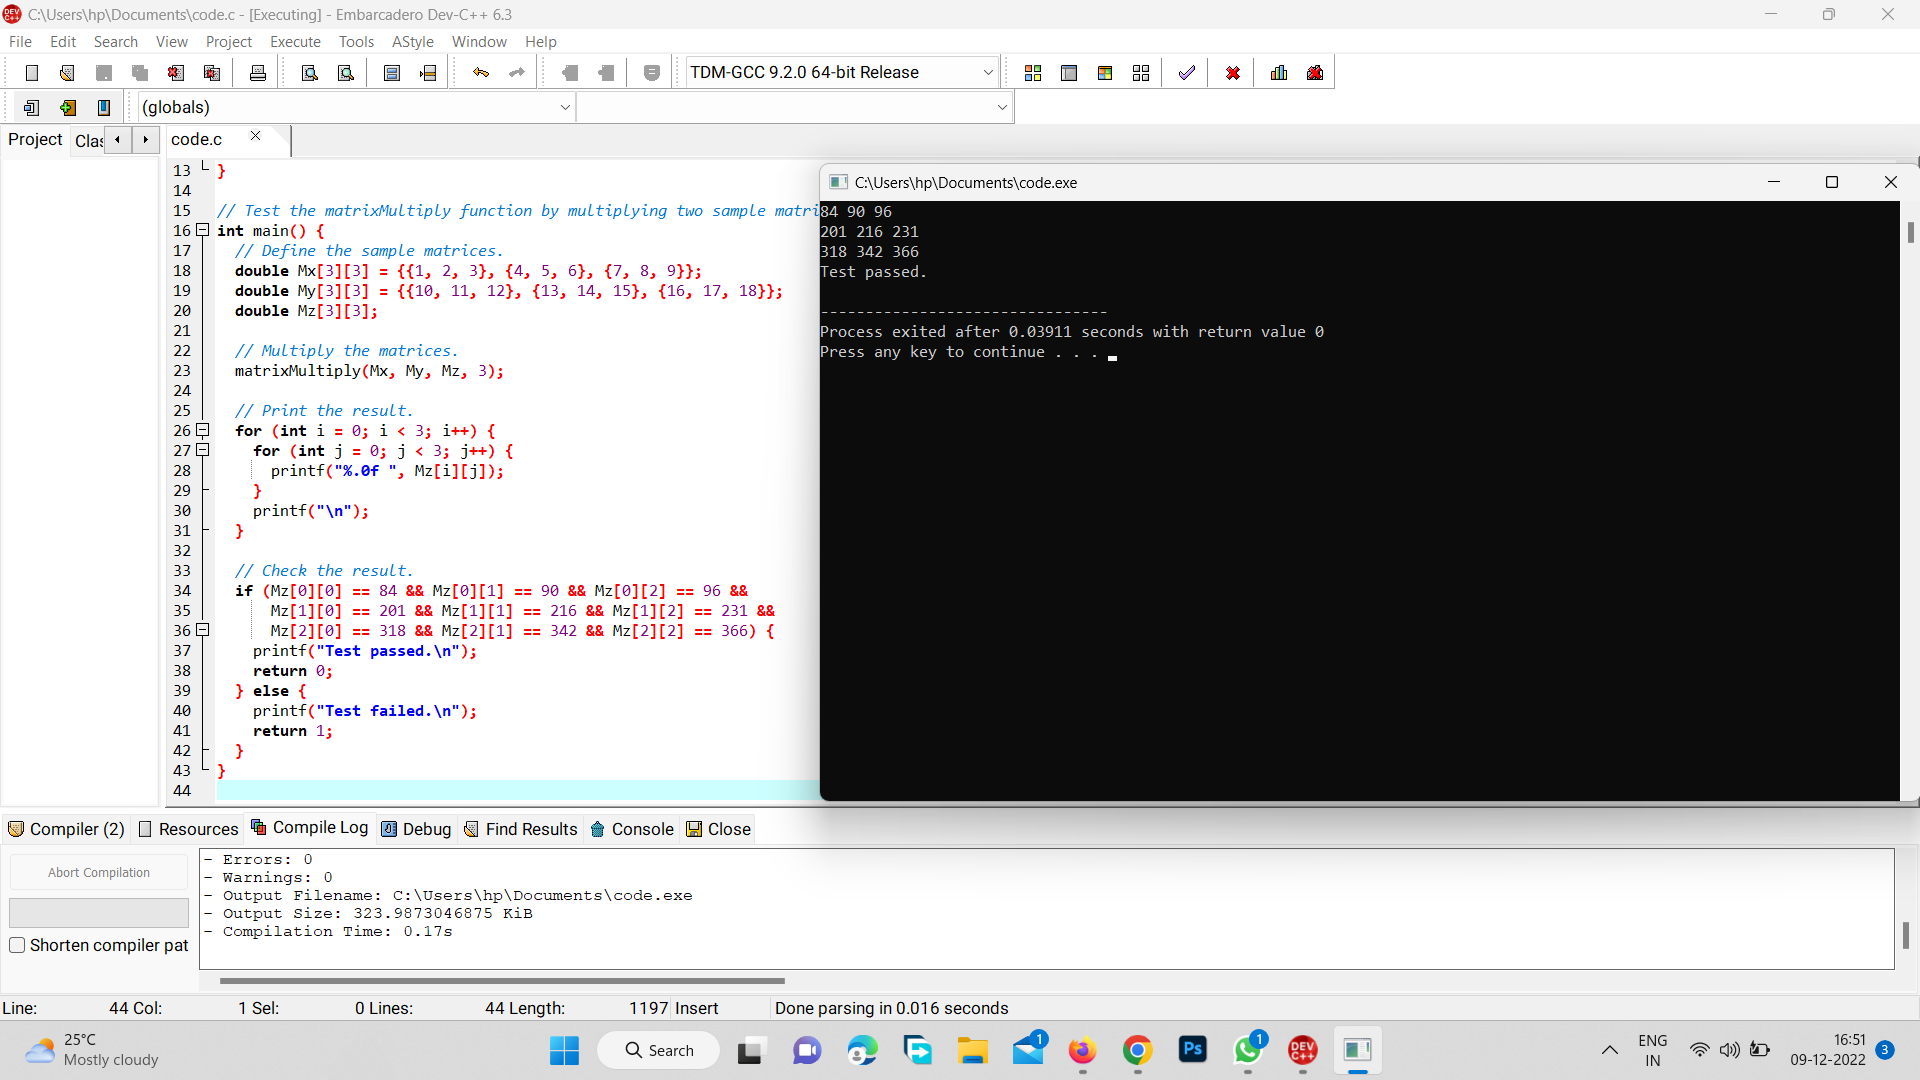 C:\Users\hp\Documents\code.c - [Executing] - Embarcadero Dev-C++ 6.3
File Edit Search View Project Execute Tools AStyle Window Help
TDM-GCC 9.2.0 64-bit Release
(globals)
Project Clas code.c
13 }
14
15 // Test the matrixMultiply function by multiplying two sample matri
16 int main() {
17 // Define the sample matrices.
18 double Mx[3][3] = {{1, 2, 3}, {4, 5, 6}, {7, 8, 9}};
19 double My[3][3] = {{10, 11, 12}, {13, 14, 15}, {16, 17, 18}};
20 double Mz[3][3];
21
22 // Multiply the matrices.
23 matrixMultiply(Mx, My, Mz, 3);
24
25 // Print the result.
26 for (int i = 0; i < 3; i++) {
27 for (int j = 0; j < 3; j++) {
28 printf("%.0f ", Mz[i][j]);
29 }
30 printf("\n");
31 }
32
33 // Check the result.
34 if (Mz[0][0] == 84 && Mz[0][1] == 90 && Mz[0][2] == 96 &&
35 Mz[1][0] == 201 && Mz[1][1] == 216 && Mz[1][2] == 231 &&
36 Mz[2][0] == 318 && Mz[2][1] == 342 && Mz[2][2] == 366) {
37 printf("Test passed.\n");
38 return 0;
39 } else {
40 printf("Test failed.\n");
41 return 1;
42 }
43 }
44
C:\Users\hp\Documents\code.exe
84 90 96
201 216 231
318 342 366
Test passed.
--------------------------------
Process exited after 0.03911 seconds with return value 0
Press any key to continue . . .
Compiler (2) Resources Compile Log Debug Find Results Console Close
Abort Compilation
Shorten compiler pat
- Errors: 0
- Warnings: 0
- Output Filename: C:\Users\hp\Documents\code.exe
- Output Size: 323.9873046875 KiB
- Compilation Time: 0.17s
Line: 44 Col: 1 Sel: 0 Lines: 44 Length: 1197 Insert Done parsing in 0.016 seconds
25°C
Mostly cloudy
Search
1
Ps
1
DEV C++
ENG
IN
16:51
09-12-2022
3